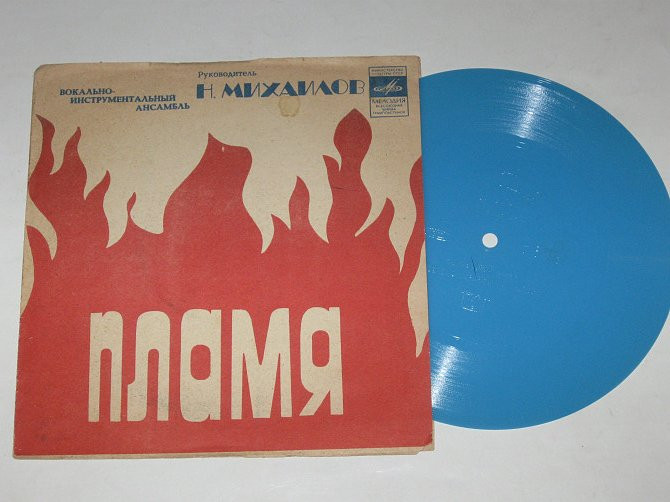 ВОКАЛЬНО-
ИНСТРУМЕНТАЛЬНЫЙ
АНСАМБЛЬ
Руководитель
Н. МИХАЙЛОВ
МЕЛОДИЯ
ПЛАМЯ